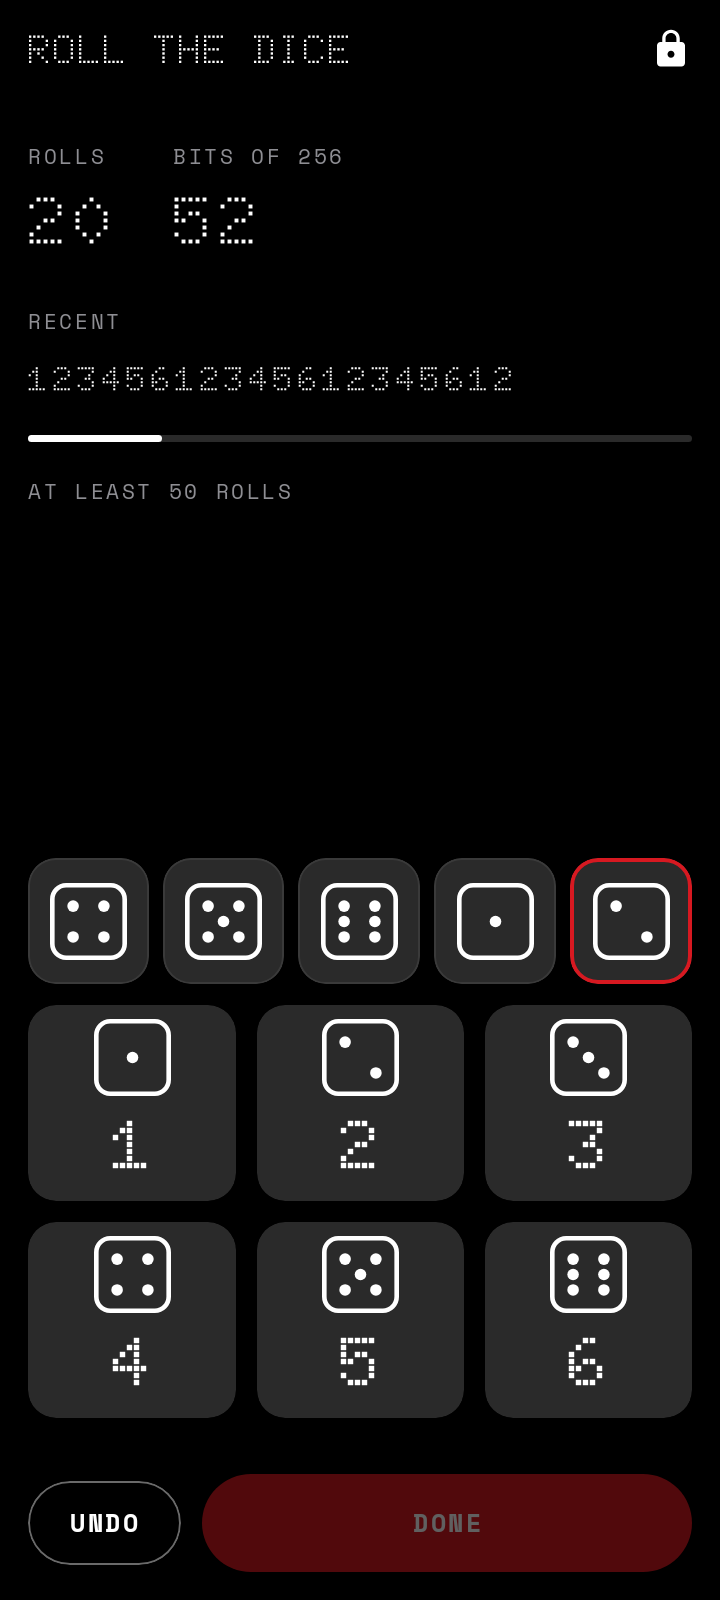 ROLL THE DICE
ROLLS BITS OF 256
20 52
RECENT
12345612345612345612
AT LEAST 50 ROLLS
1 2 3
4 5 6
UNDO DONE